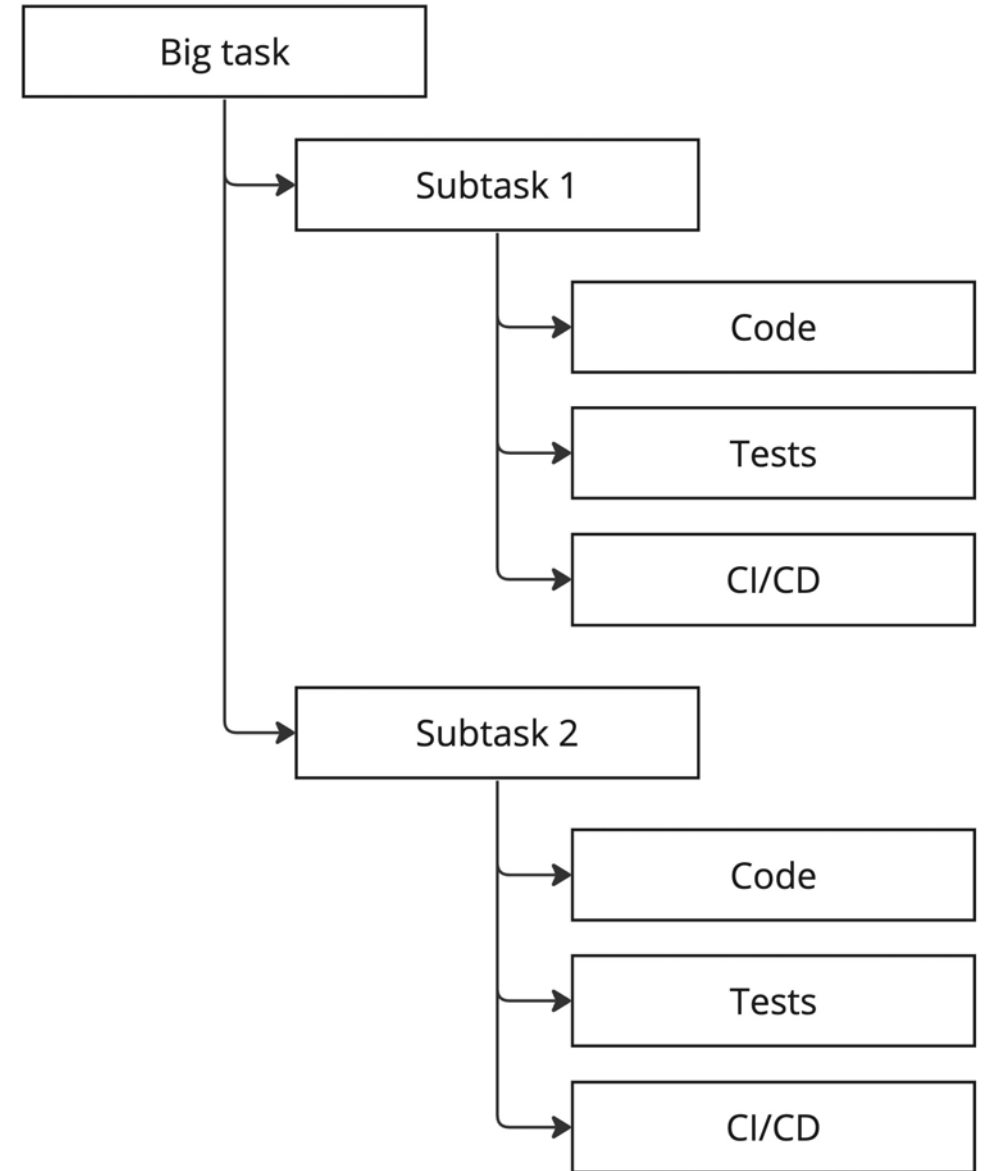 Big task
Subtask 1
Code
Tests
CI/CD
Subtask 2
Code
Tests
CI/CD